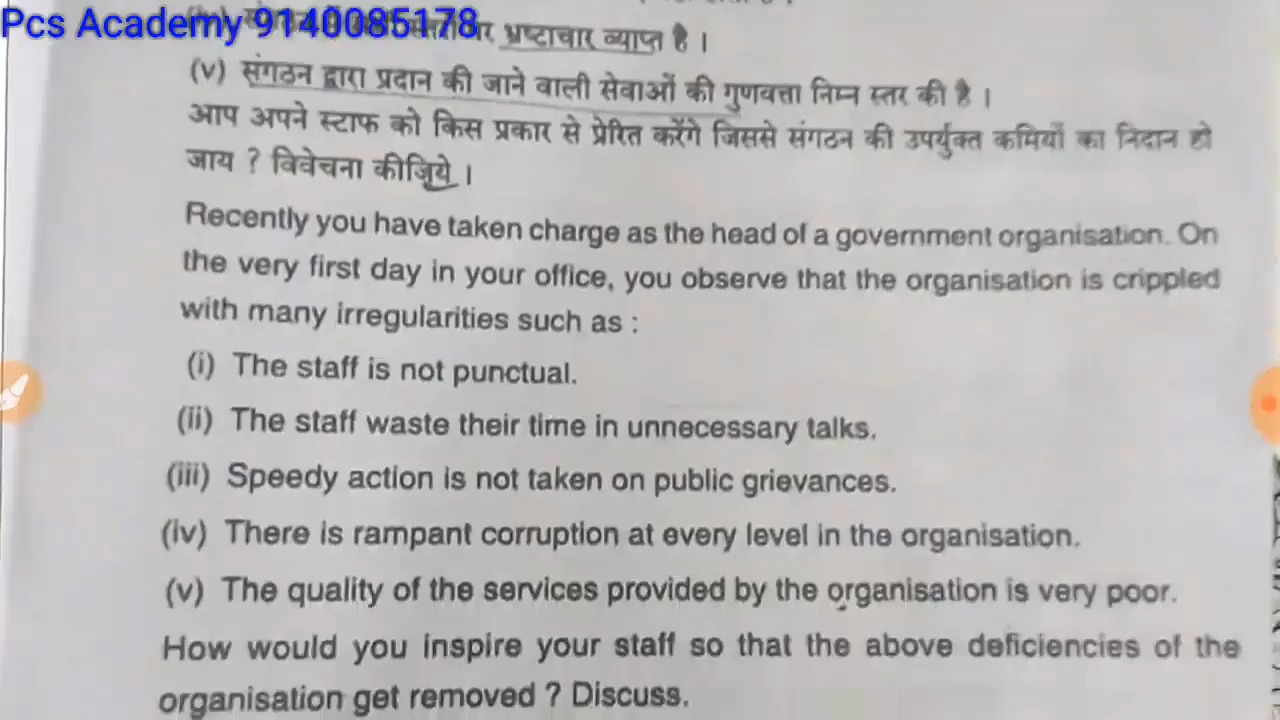 Pcs Academy 9140085178
पर भ्रष्टाचार व्याप्त है ।
(v) संगठन द्वारा प्रदान की जाने वाली सेवाओं की गुणवत्ता निम्न स्तर की है ।
आप अपने स्टाफ को किस प्रकार से प्रेरित करेंगे जिससे संगठन की उपर्युक्त कमियों का निदान हो
जाय ? विवेचना कीजिये ।
Recently you have taken charge as the head of a government organisation. On
the very first day in your office, you observe that the organisation is crippled
with many irregularities such as :
(i) The staff is not punctual.
(ii) The staff waste their time in unnecessary talks.
(iii) Speedy action is not taken on public grievances.
(iv) There is rampant corruption at every level in the organisation.
(v) The quality of the services provided by the organisation is very poor.
How would you inspire your staff so that the above deficiencies of the
organisation get removed ? Discuss.